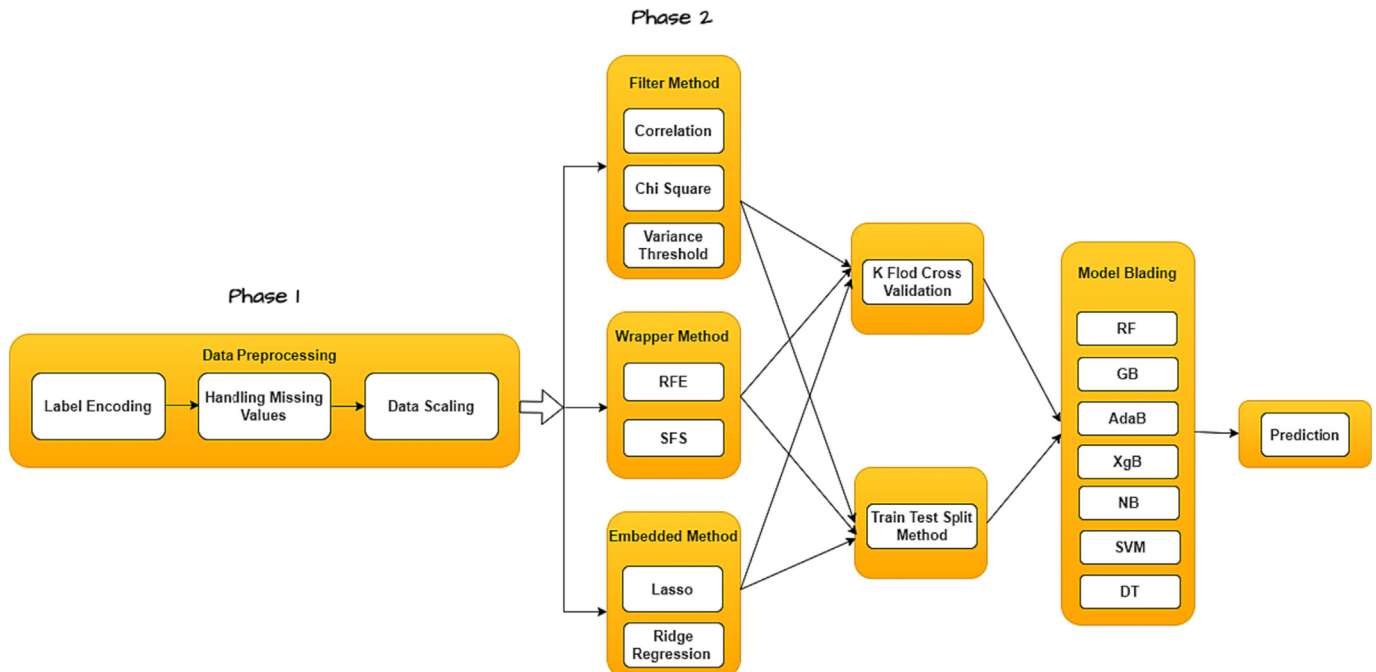 Phase 2
Filter Method
Correlation
Chi Square
Variance
Threshold
Phase 1
Data Preprocessing
Label Encoding
Handling Missing
Values
Data Scaling
Wrapper Method
RFE
SFS
Embedded Method
Lasso
Ridge
Regression
K Flod Cross
Validation
Train Test Split
Method
Model Blading
RF
GB
AdaB
XgB
NB
SVM
DT
Prediction